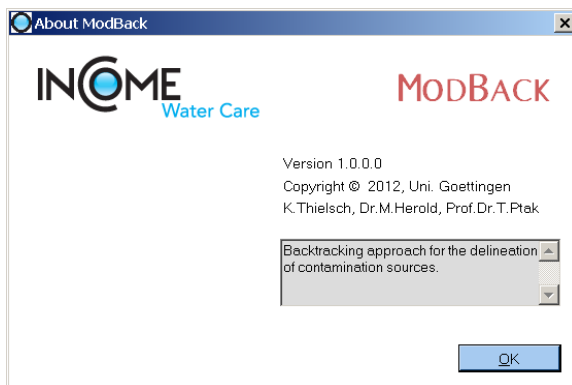 About ModBack
INCOME
Water Care
MODBACK
Version 1.0.0.0
Copyright © 2012, Uni. Goettingen
K.Thielsch, Dr.M.Herold, Prof.Dr.T.Ptak
Backtracking approach for the delineation
of contamination sources.
OK